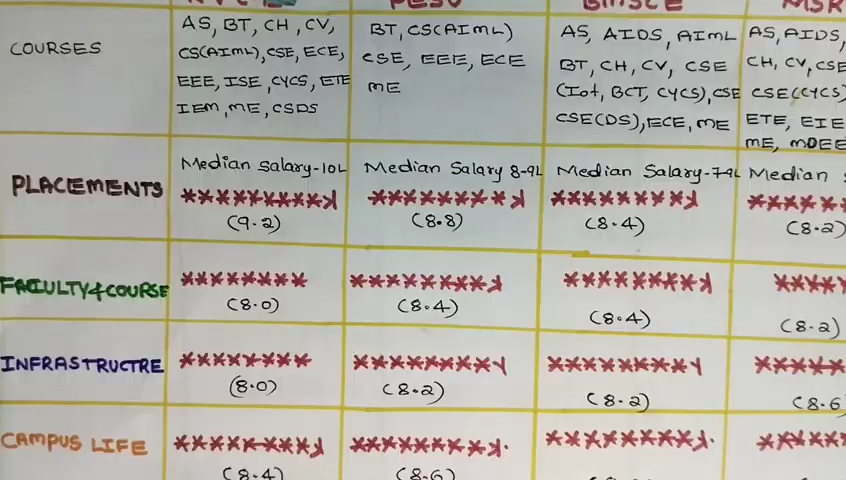 PESU BMSCE MSR
COURSES
AS, BT, CH, CV,
CS(AIML), CSE, ECE,
EEE, ISE, CYCS, ETE
IEM, ME, CSDS
BT, CS(AIML)
CSE, EEE, ECE
ME
AS, AIDS, AIML
BT, CH, CV, CSE
(Iot, BCT, CYCS), CSE
CSE(DS), ECE, ME
AS, AIDS,
CH, CV, CSE
CSE(CYCS)
ETE, EIE
ME, MDEE
PLACEMENTS
Median Salary-10L
(9.2)
Median Salary 8-9L
(8.8)
Median Salary-7-9L
(8.4)
Median
(8.2)
FACULTY+COURSE
(8.0)
(8.4)
(8.4)
(8.2)
INFRASTRUCTRE
(8.0)
(8.2)
(8.2)
(8.6
CAMPUS LIFE
(8.4)
(8.6)